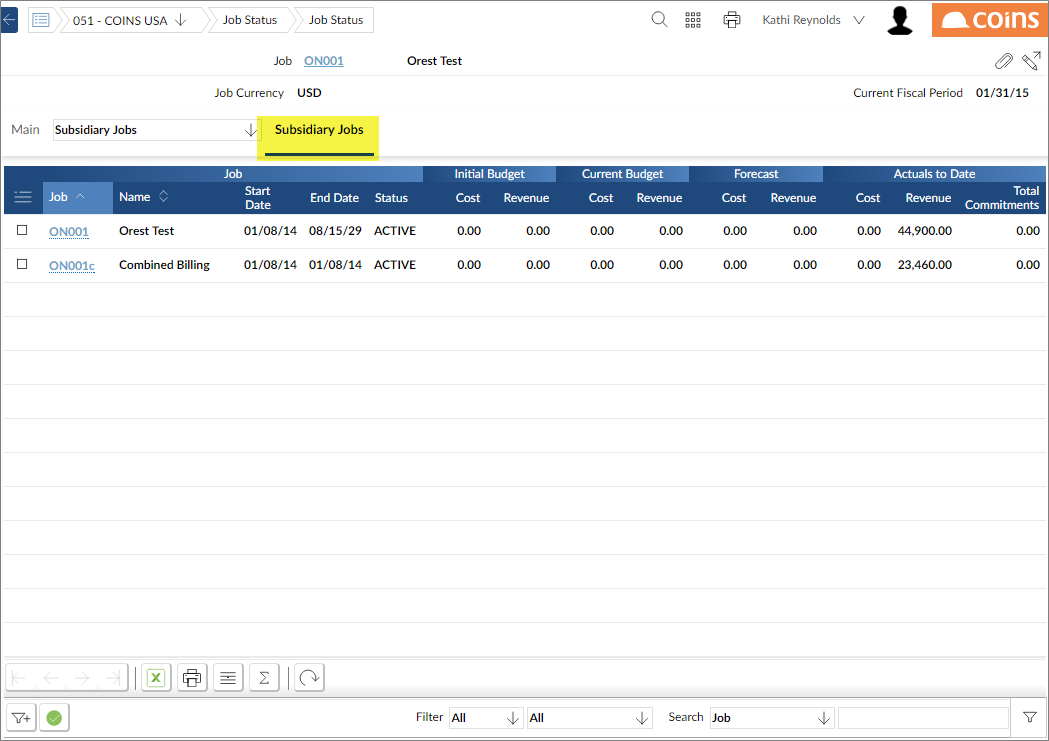 051 - COINS USA Job Status Job Status Kathi Reynolds coins
Job ON001 Orest Test
Job Currency USD Current Fiscal Period 01/31/15
Main Subsidiary Jobs Subsidiary Jobs
Job Initial Budget Current Budget Forecast Actuals to Date
Job Name Start Date End Date Status Cost Revenue Cost Revenue Cost Revenue Cost Revenue Total Commitments
ON001 Orest Test 01/08/14 08/15/29 ACTIVE 0.00 0.00 0.00 0.00 0.00 0.00 0.00 44,900.00 0.00
ON001c Combined Billing 01/08/14 01/08/14 ACTIVE 0.00 0.00 0.00 0.00 0.00 0.00 0.00 23,460.00 0.00
Filter All All Search Job